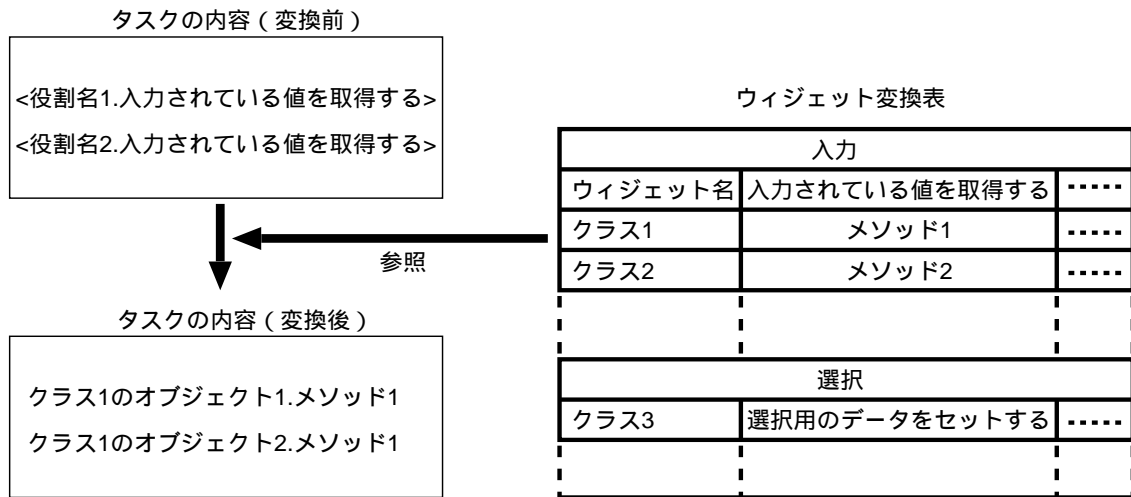 タスクの内容(変換前)
<役割名1.入力されている値を取得する>
<役割名2.入力されている値を取得する>
参照
タスクの内容(変換後)
クラス1のオブジェクト1.メソッド1
クラス1のオブジェクト2.メソッド1
ウィジェット変換表
入力
ウィジェット名 入力されている値を取得する .....
クラス1 メソッド1 .....
クラス2 メソッド2 .....
選択
クラス3 選択用のデータをセットする .....